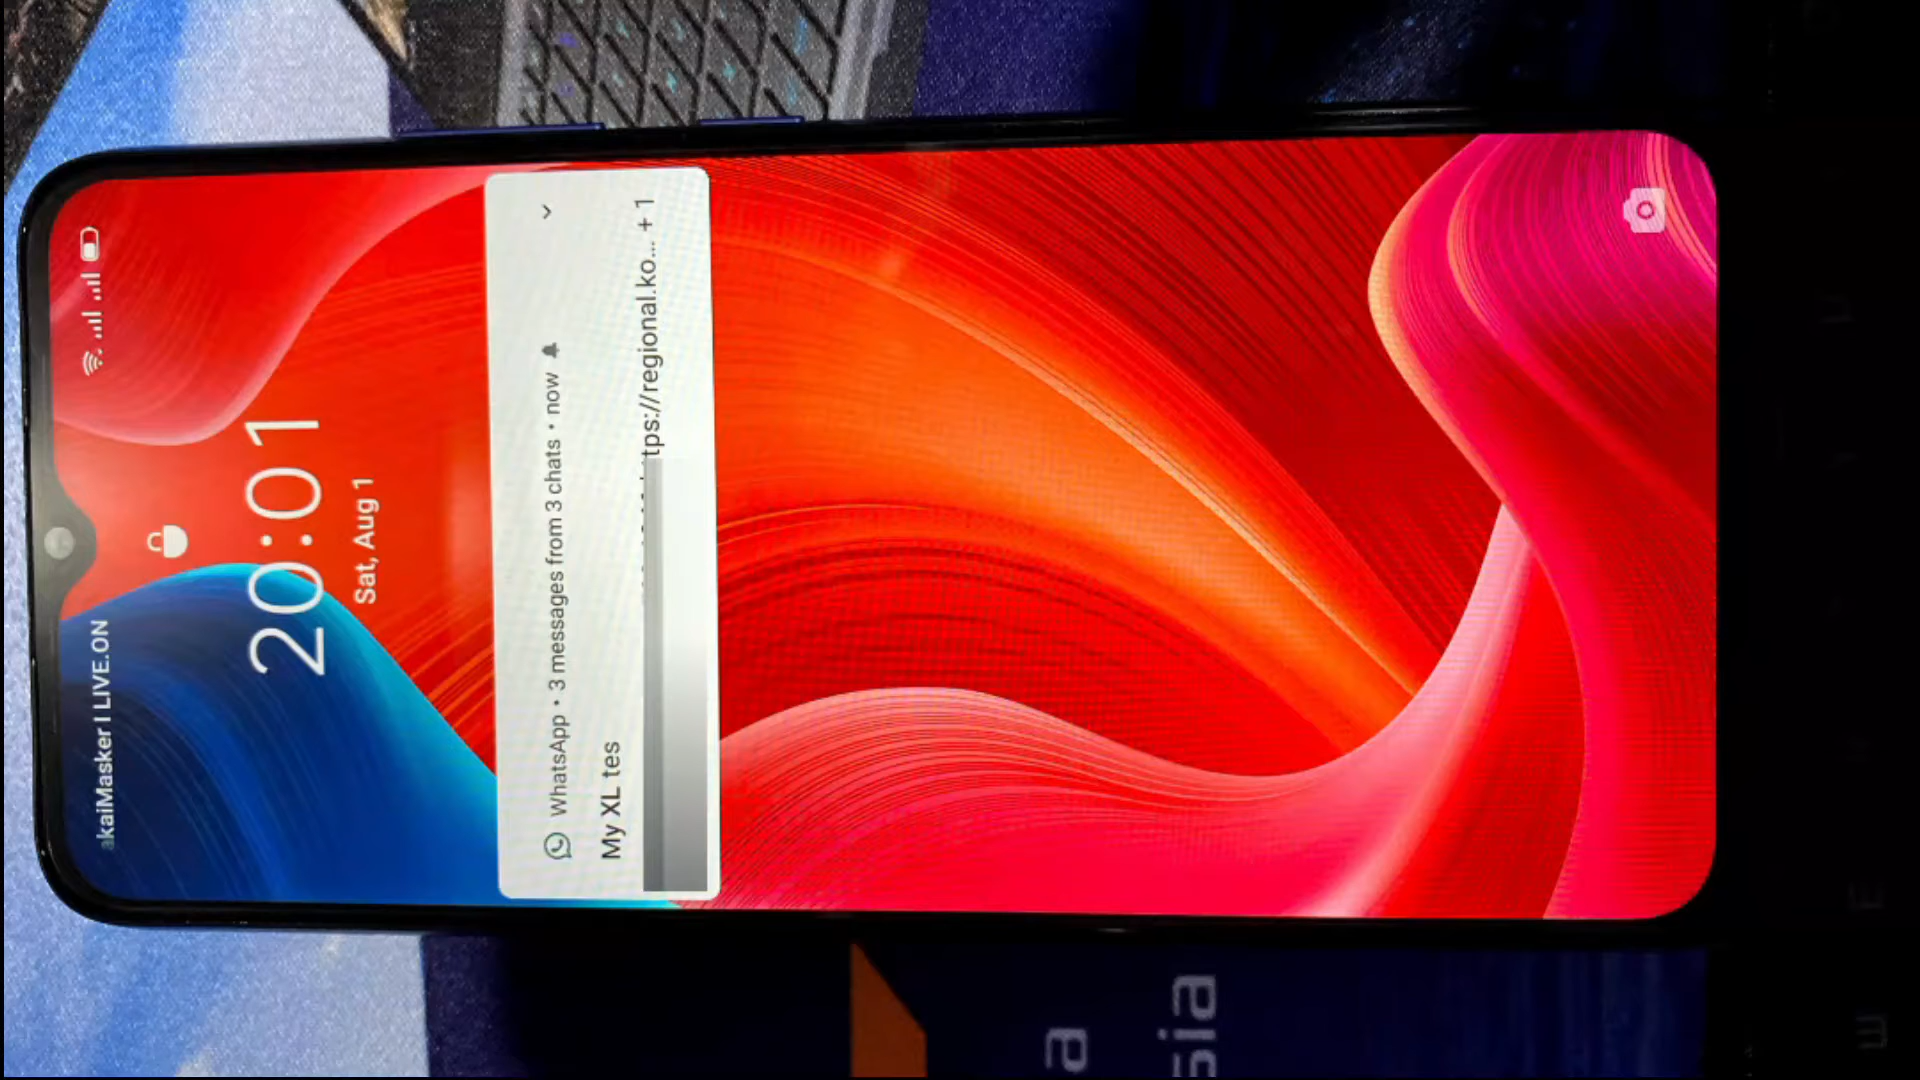 akaiMasker I LIVE.ON
20:01
Sat, Aug 1
WhatsApp • 3 messages from 3 chats • now
My XL tes
tps://regional.ko... +1
a
sia
E